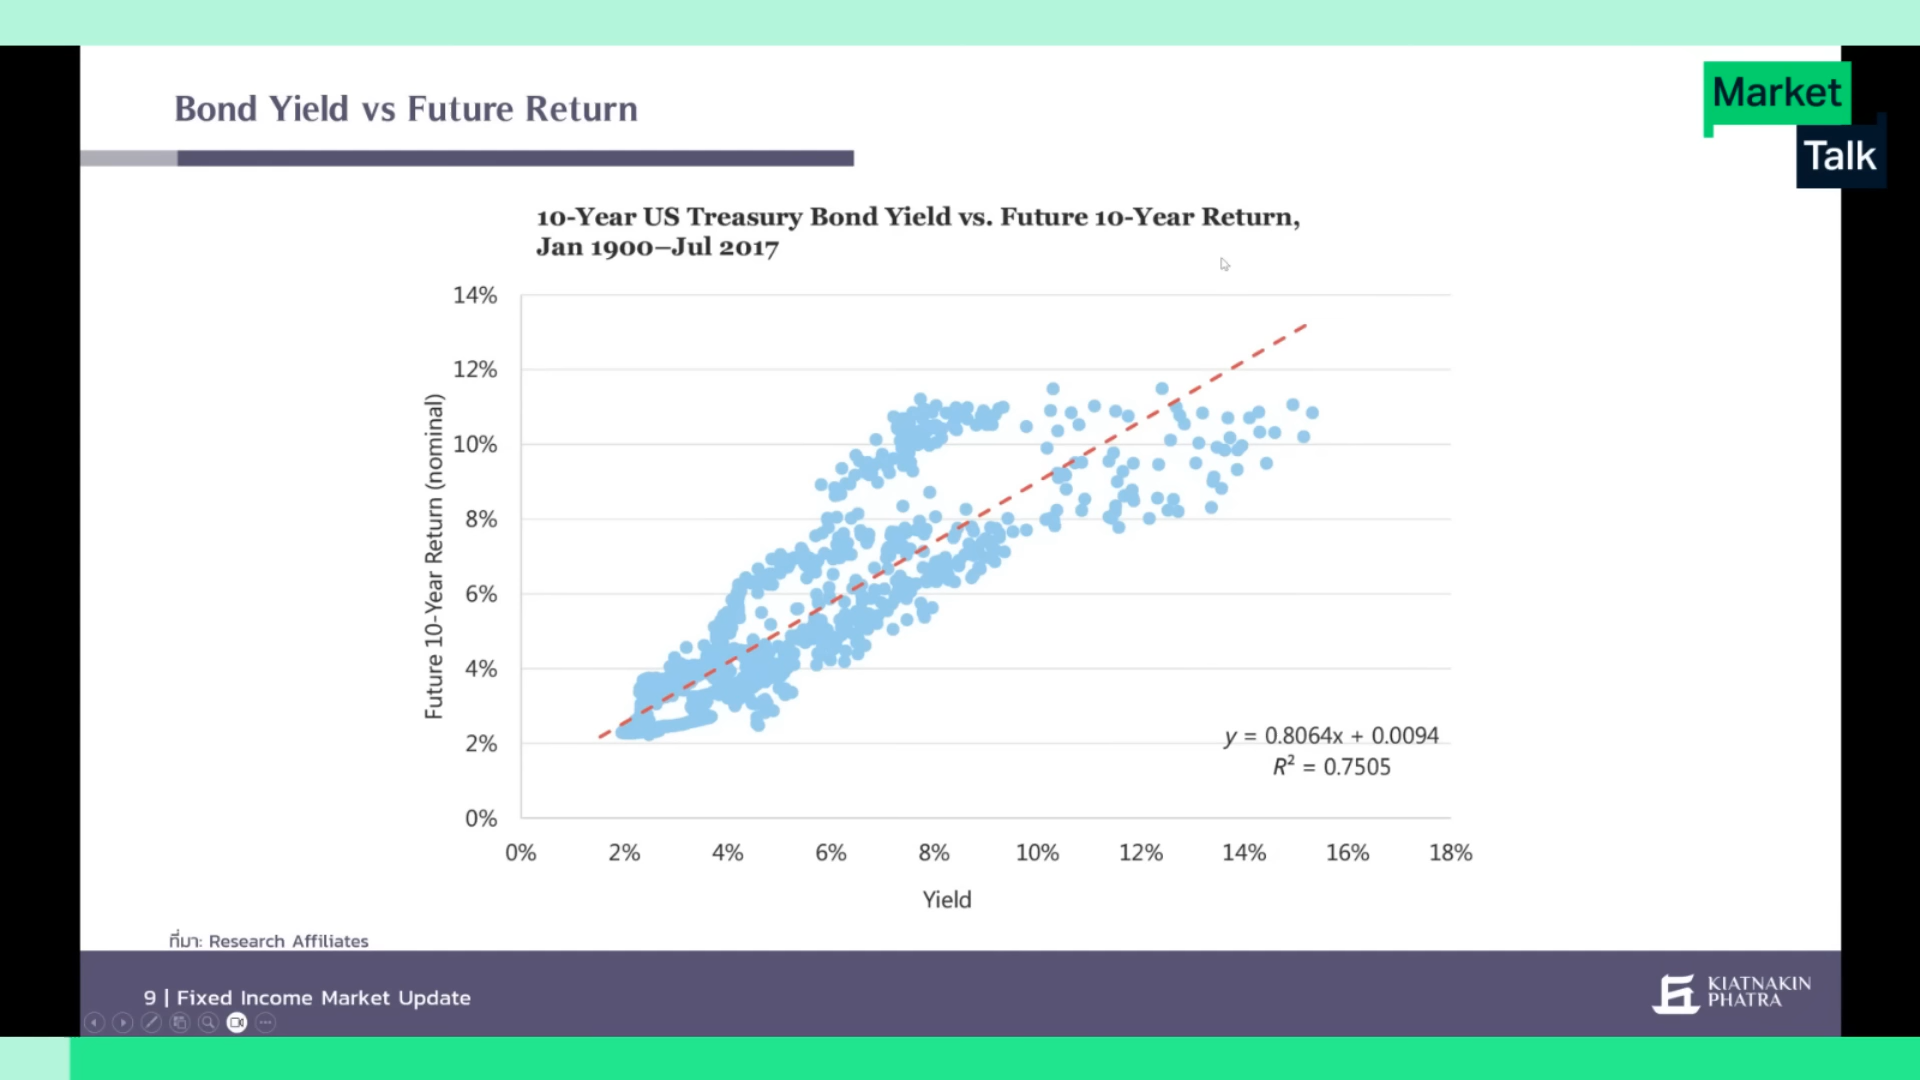 Market
Talk
Bond Yield vs Future Return
10-Year US Treasury Bond Yield vs. Future 10-Year Return,
Jan 1900–Jul 2017
Future 10-Year Return (nominal)
14%
12%
10%
8%
6%
4%
2%
0%
y = 0.8064x + 0.0094
R² = 0.7505
0% 2% 4% 6% 8% 10% 12% 14% 16% 18%
Yield
ที่มา: Research Affiliates
9 | Fixed Income Market Update
KIATNAKIN
PHATRA